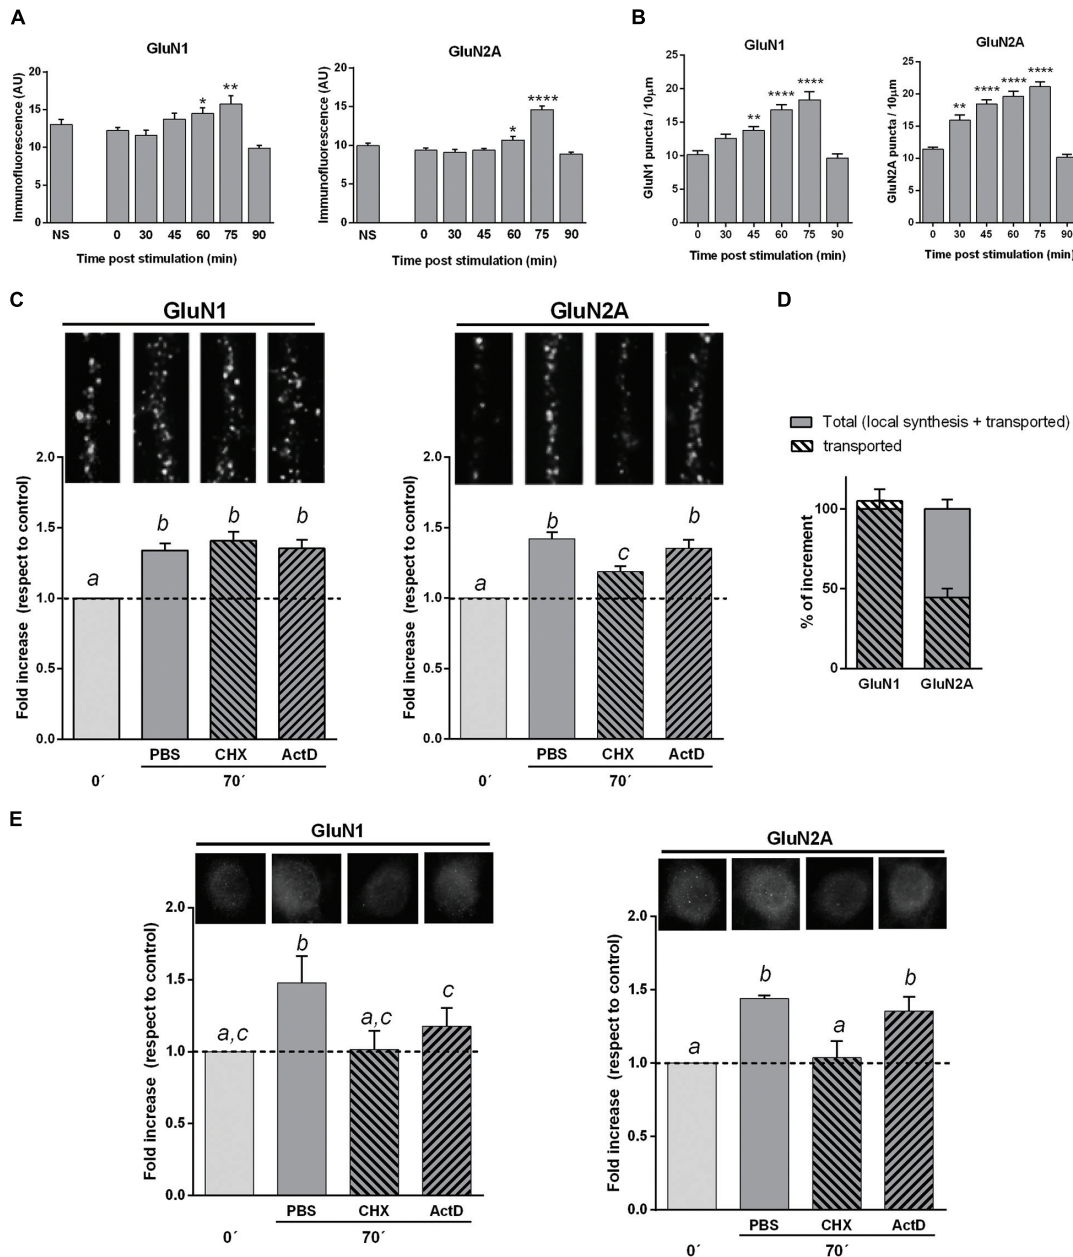 A
GluN1
Immunofluorescence (AU)
20
15
10
5
0
* **
NS 0 30 45 60 75 90
Time post stimulation (min)
GluN2A
Immunofluorescence (AU)
20
15
10
5
0
* ****
NS 0 30 45 60 75 90
Time post stimulation (min)
B
GluN1
GluN1 puncta / 10µm
25
20
15
10
5
0
** **** ****
0 30 45 60 75 90
Time post stimulation (min)
GluN2A
GluN2A puncta / 10µm
25
20
15
10
5
0
** **** **** ****
0 30 45 60 75 90
Time post stimulation (min)
C
GluN1
Fold increase (respect to control)
2.0
1.5
1.0
0.5
0.0
a b b b
PBS CHX ActD
0´ 70´
GluN2A
Fold increase (respect to control)
2.0
1.5
1.0
0.5
0.0
a b c b
PBS CHX ActD
0´ 70´
D
Total (local synthesis + transported)
transported
% of increment
100
50
0
GluN1 GluN2A
E
GluN1
Fold increase (respect to control)
2.0
1.5
1.0
0.5
0.0
a,c b a,c c
PBS CHX ActD
0´ 70´
GluN2A
Fold increase (respect to control)
2.0
1.5
1.0
0.5
0.0
a b a b
PBS CHX ActD
0´ 70´